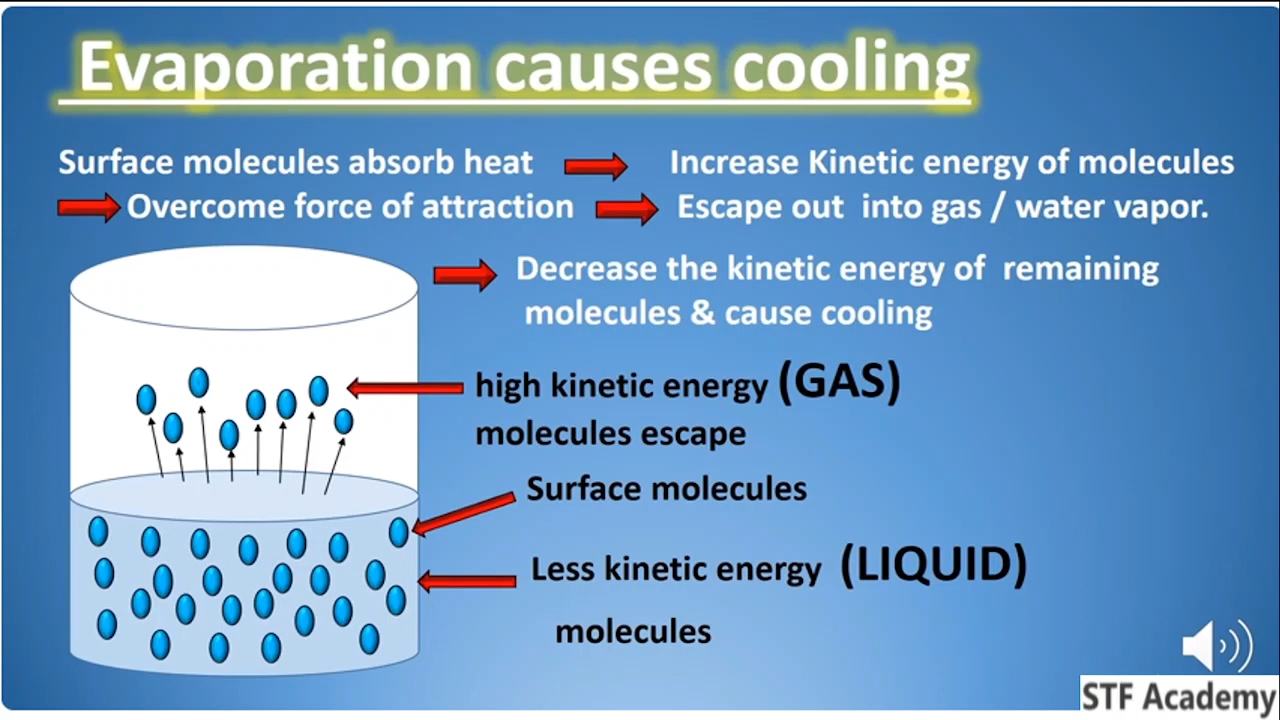 Evaporation causes cooling
Surface molecules absorb heat Increase Kinetic energy of molecules
Overcome force of attraction Escape out into gas / water vapor.
Decrease the kinetic energy of remaining
molecules & cause cooling
high kinetic energy (GAS)
molecules escape
Surface molecules
Less kinetic energy (LIQUID)
molecules
STF Academy